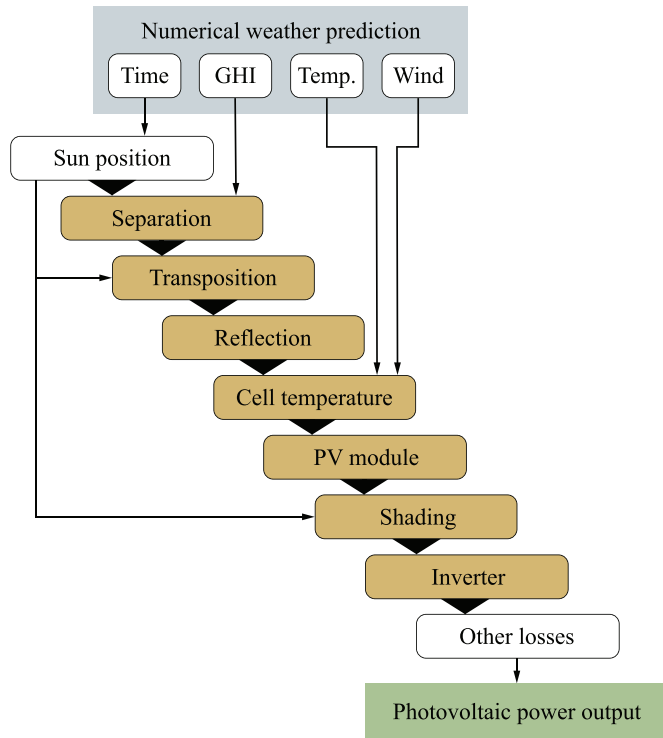 Numerical weather prediction
Time
GHI
Temp.
Wind
Sun position
Separation
Transposition
Reflection
Cell temperature
PV module
Shading
Inverter
Other losses
Photovoltaic power output